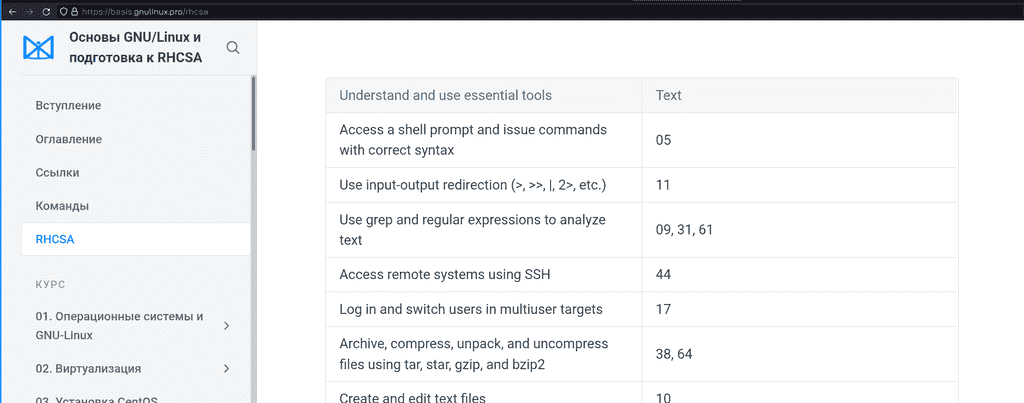 https://basis.gnulinux.pro/rhcsa
Основы GNU/Linux и
подготовка к RHCSA
Вступление
Оглавление
Ссылки
Команды
RHCSA
КУРС
01. Операционные системы и
GNU-Linux
02. Виртуализация
03. Установка CentOS
Understand and use essential tools Text
Access a shell prompt and issue commands
with correct syntax 05
Use input-output redirection (>, >>, |, 2>, etc.) 11
Use grep and regular expressions to analyze
text 09, 31, 61
Access remote systems using SSH 44
Log in and switch users in multiuser targets 17
Archive, compress, unpack, and uncompress
files using tar, star, gzip, and bzip2 38, 64
Create and edit text files 10